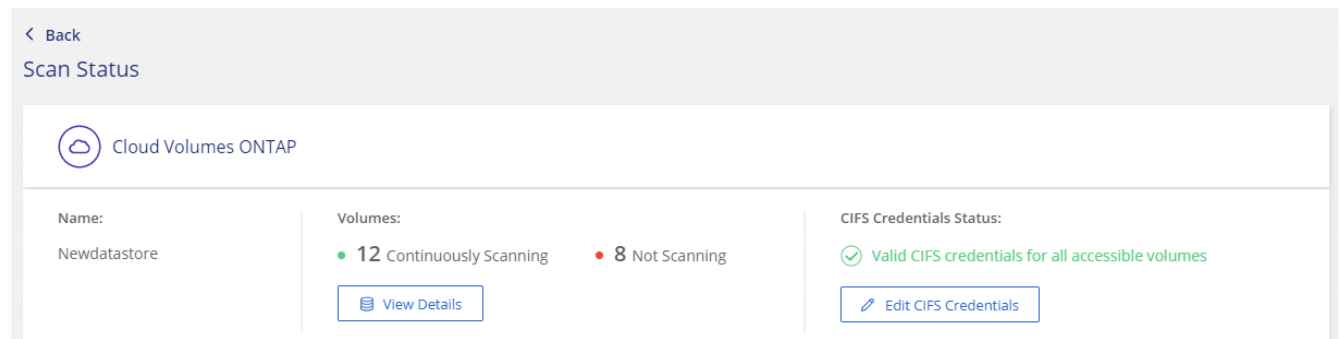 Back
Scan Status
Cloud Volumes ONTAP
Name:
Newdatastore
Volumes:
12 Continuously Scanning
8 Not Scanning
View Details
CIFS Credentials Status:
Valid CIFS credentials for all accessible volumes
Edit CIFS Credentials